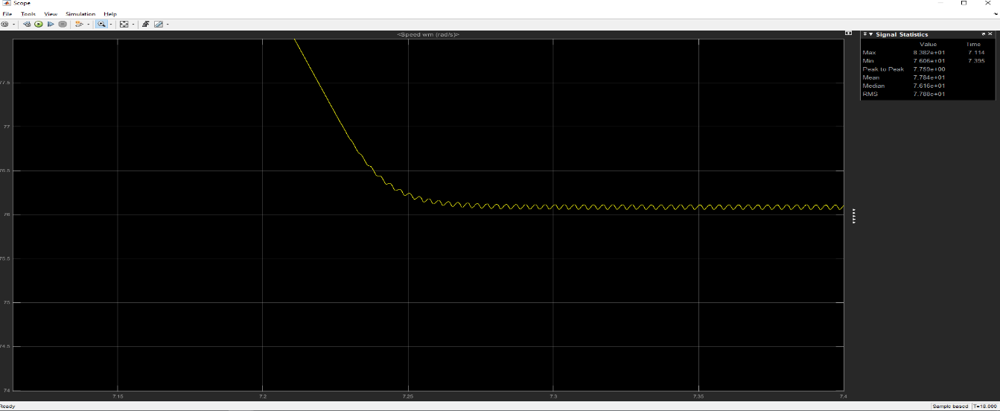 Scope
File Tools View Simulation Help
<Speed wm (rad/s)>
77.5
77
76.5
76
75.5
75
74.5
74
7.15 7.2 7.25 7.3 7.35 7.4
Signal Statistics
Value Time
Max 8.382e+01 7.114
Min 7.606e+01 7.395
Peak to Peak 7.759e+00
Mean 7.784e+01
Median 7.616e+01
RMS 7.788e+01
Ready Sample based T=18.000